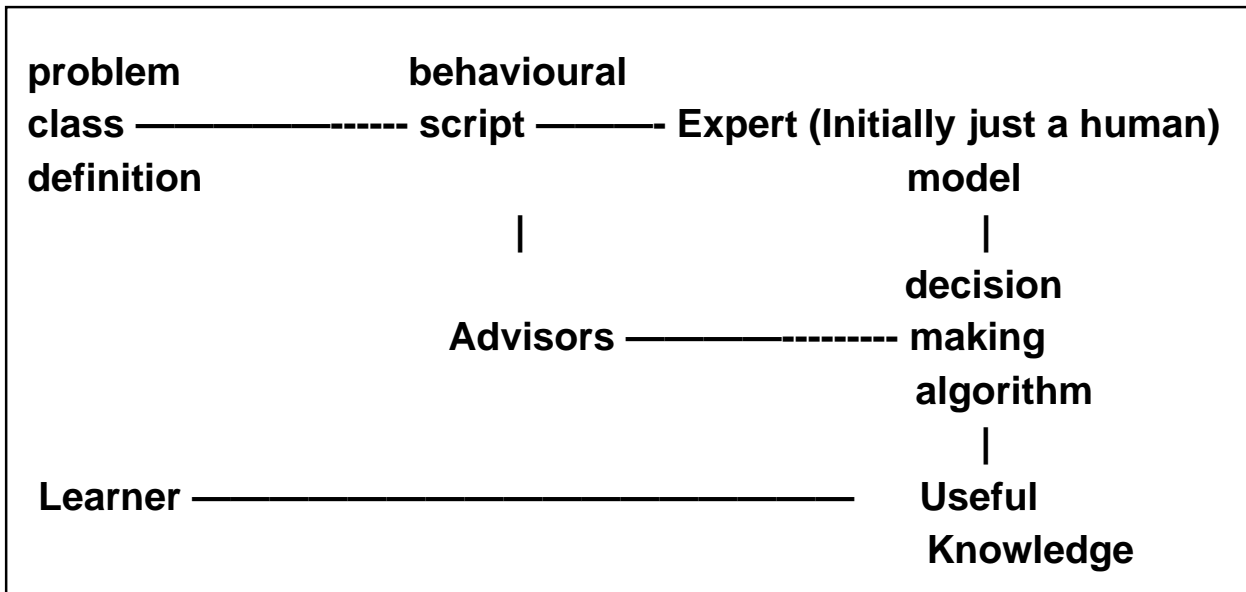 problem behavioural
class —————------ script ———- Expert (Initially just a human)
definition model
| |
decision
Advisors ————--------- making
algorithm
|
Learner ————————————————— Useful
Knowledge